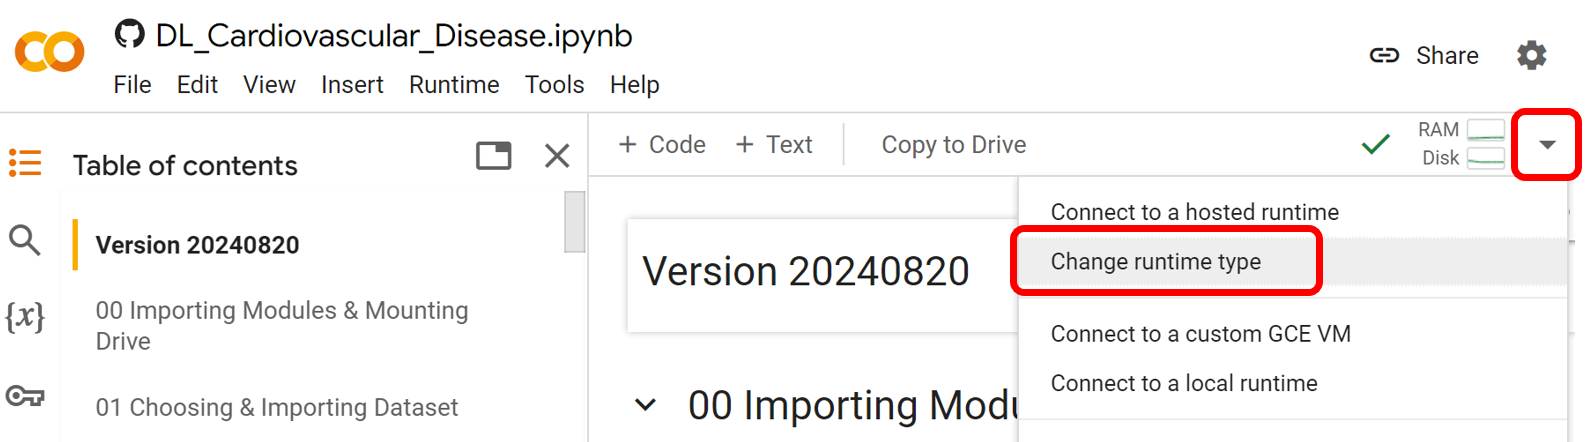 DL_Cardiovascular_Disease.ipynb
File Edit View Insert Runtime Tools Help
Share
Table of contents
+ Code + Text Copy to Drive
RAM
Disk
Version 20240820
00 Importing Modules & Mounting
Drive
01 Choosing & Importing Dataset
{x}
Version 20240820
00 Importing Modu
Connect to a hosted runtime
Change runtime type
Connect to a custom GCE VM
Connect to a local runtime